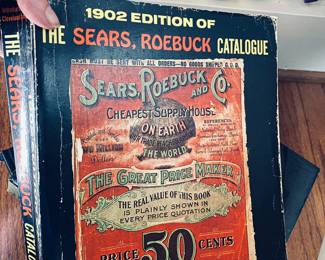 1902 EDITION OF
THE SEARS, ROEBUCK CATALOGUE
THE SEARS, ROEBUCK CATALOGUE
SEARS, ROEBUCK AND CO.
CHEAPEST SUPPLY HOUSE
ON EARTH
THE WORLD
THE GREAT PRICE MAKER
THE REAL VALUE OF THIS BOOK
IS PLAINLY SHOWN IN
EVERY PRICE QUOTATION
PRICE 50 CENTS